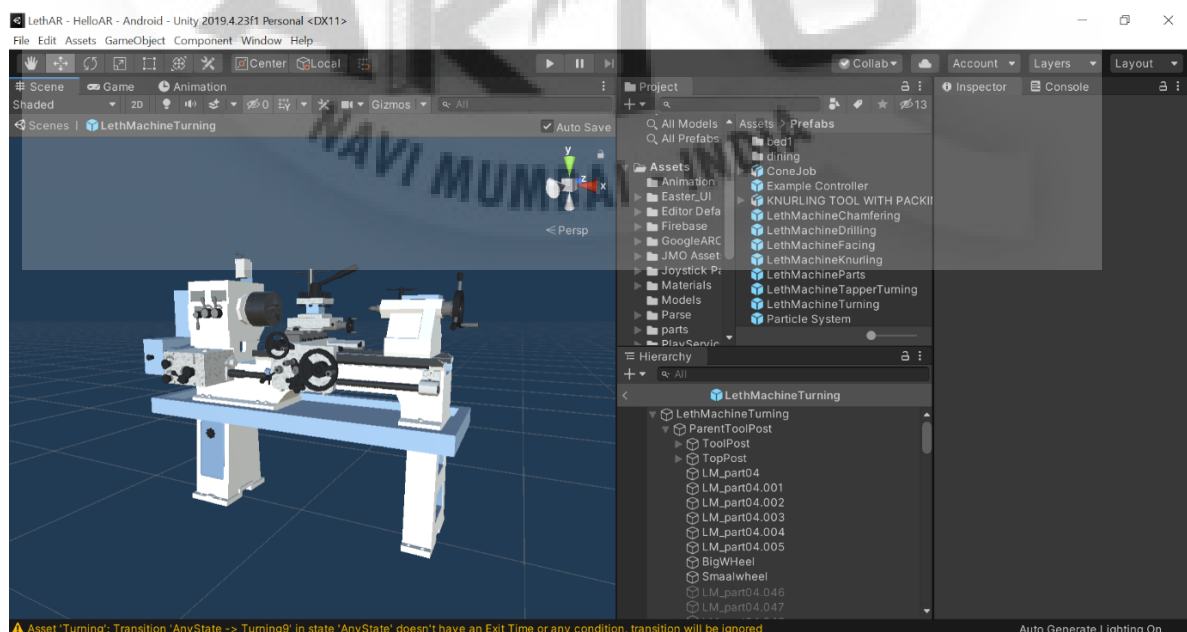 LethAR - HelloAR - Android - Unity 2019.4.23f1 Personal <DX11>
File Edit Assets GameObject Component Window Help
Center Local Collab Account Layers Layout
Scene Game Animation
Shaded 2D 0 Gizmos All
Scenes | LethMachineTurning Auto Save
y
z
x
Persp
NAVI MUMBAI - INDIA
Project
13
All Models
All Prefabs
Assets
Animation
Easter_UI
Editor Defa
Firebase
GoogleARC
JMO Asset
Joystick Pa
Materials
Models
Parse
parts
PlayServic
Assets > Prefabs
bed1
dining
ConeJob
Example Controller
KNURLING TOOL WITH PACKI
LethMachineChamfering
LethMachineDrilling
LethMachineFacing
LethMachineKnurling
LethMachineParts
LethMachineTapperTurning
LethMachineTurning
Particle System
Inspector Console
Hierarchy
All
LethMachineTurning
LethMachineTurning
ParentToolPost
ToolPost
TopPost
LM_part04
LM_part04.001
LM_part04.002
LM_part04.003
LM_part04.004
LM_part04.005
BigWHeel
Smaalwheel
LM_part04.046
LM_part04.047
Asset 'Turning': Transition 'AnyState -> Turning9' in state 'AnyState' doesn't have an Exit Time or any condition, transition will be ignored
Auto Generate Lighting On